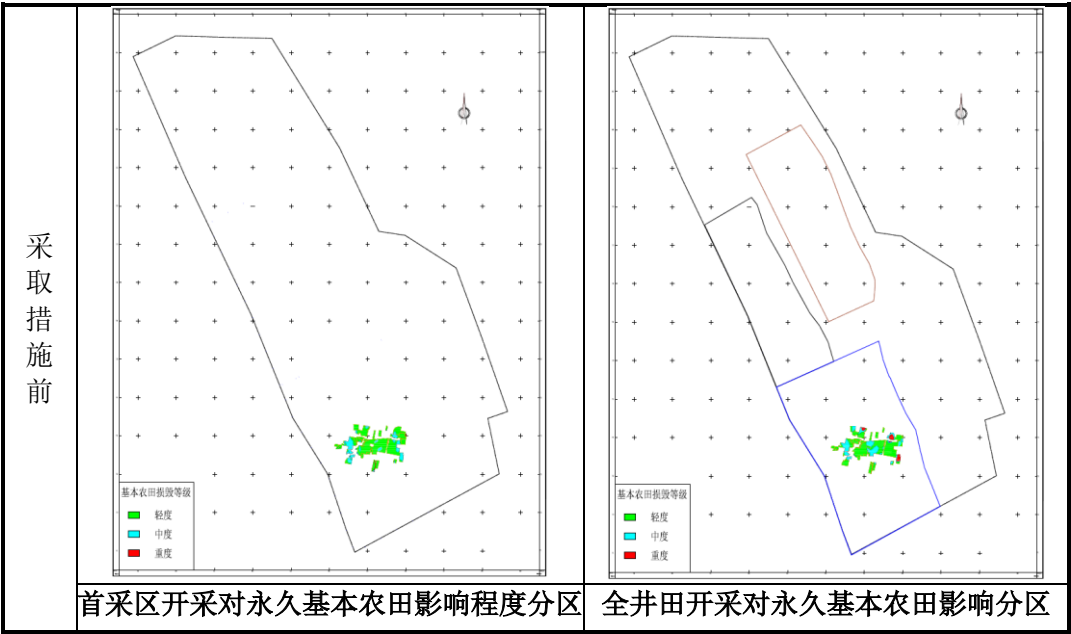 采取措施前
基本农田损毁等级
轻度
中度
重度
基本农田损毁等级
轻度
中度
重度
首采区开采对永久基本农田影响程度分区
全井田开采对永久基本农田影响分区